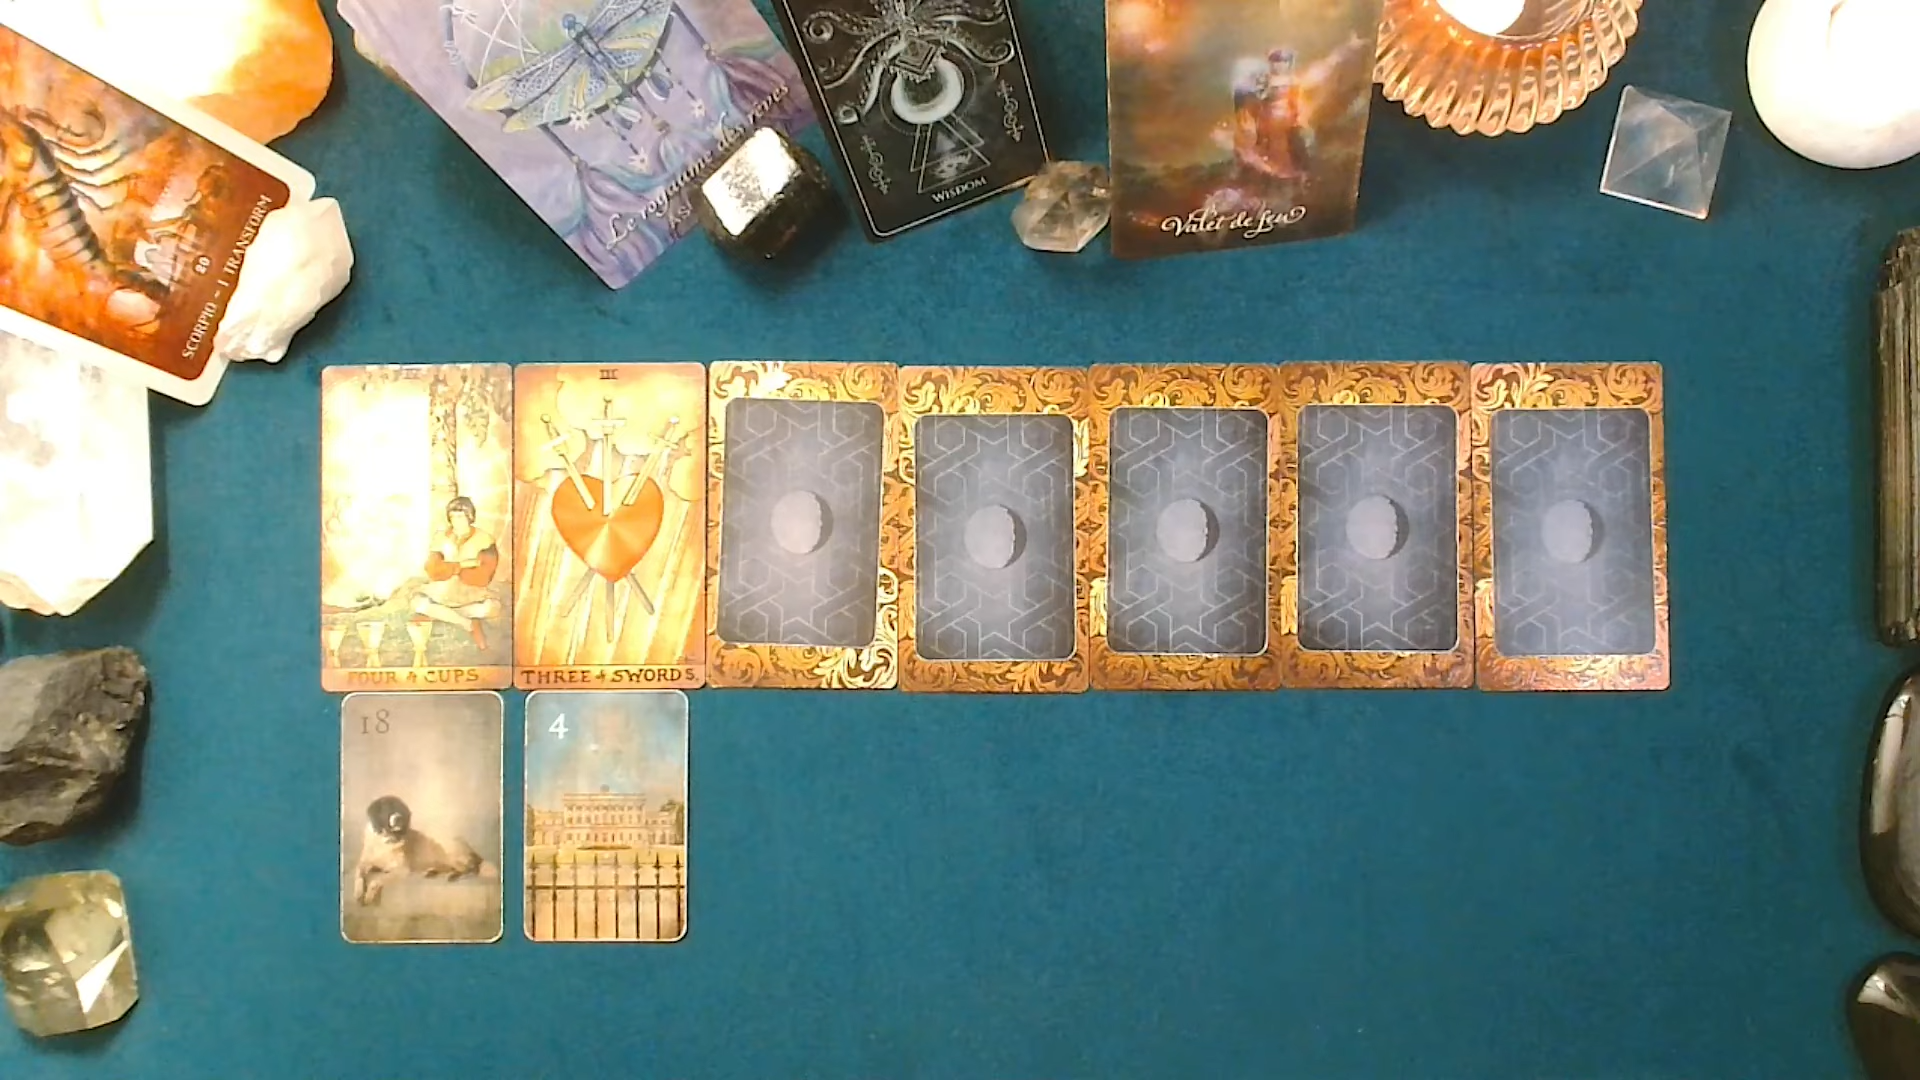 20
SCORPIO ~ I TRANSFORM
Le royaume des rêves
WISDOM
Valet de feu
III
FOUR of CUPS
THREE of SWORDS.
18
4